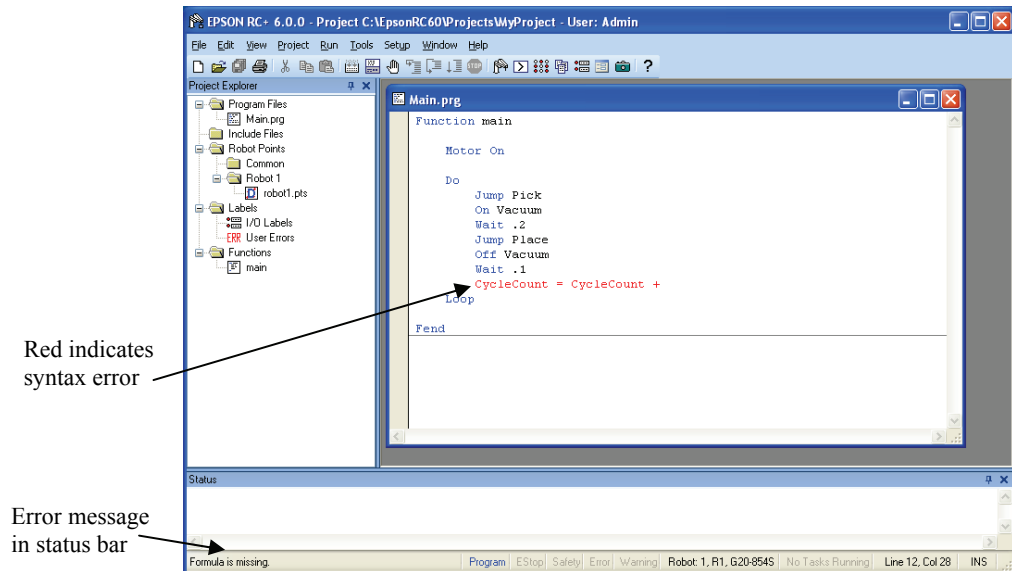 EPSON RC+ 6.0.0 - Project C:\EpsonRC60\Projects\MyProject - User: Admin
File Edit View Project Run Tools Setup Window Help
Project Explorer
Program Files
Main.prg
Include Files
Robot Points
Common
Robot 1
robot1.pts
Labels
I/O Labels
ERR User Errors
Functions
main
Main.prg
Function main
Motor On
Do
Jump Pick
On Vacuum
Wait .2
Jump Place
Off Vacuum
Wait .1
CycleCount = CycleCount +
Loop
Fend
Red indicates
syntax error
Status
Error message
in status bar
Formula is missing. Program EStop Safety Error Warning Robot: 1, R1, G20-854S No Tasks Running Line 12, Col 28 INS